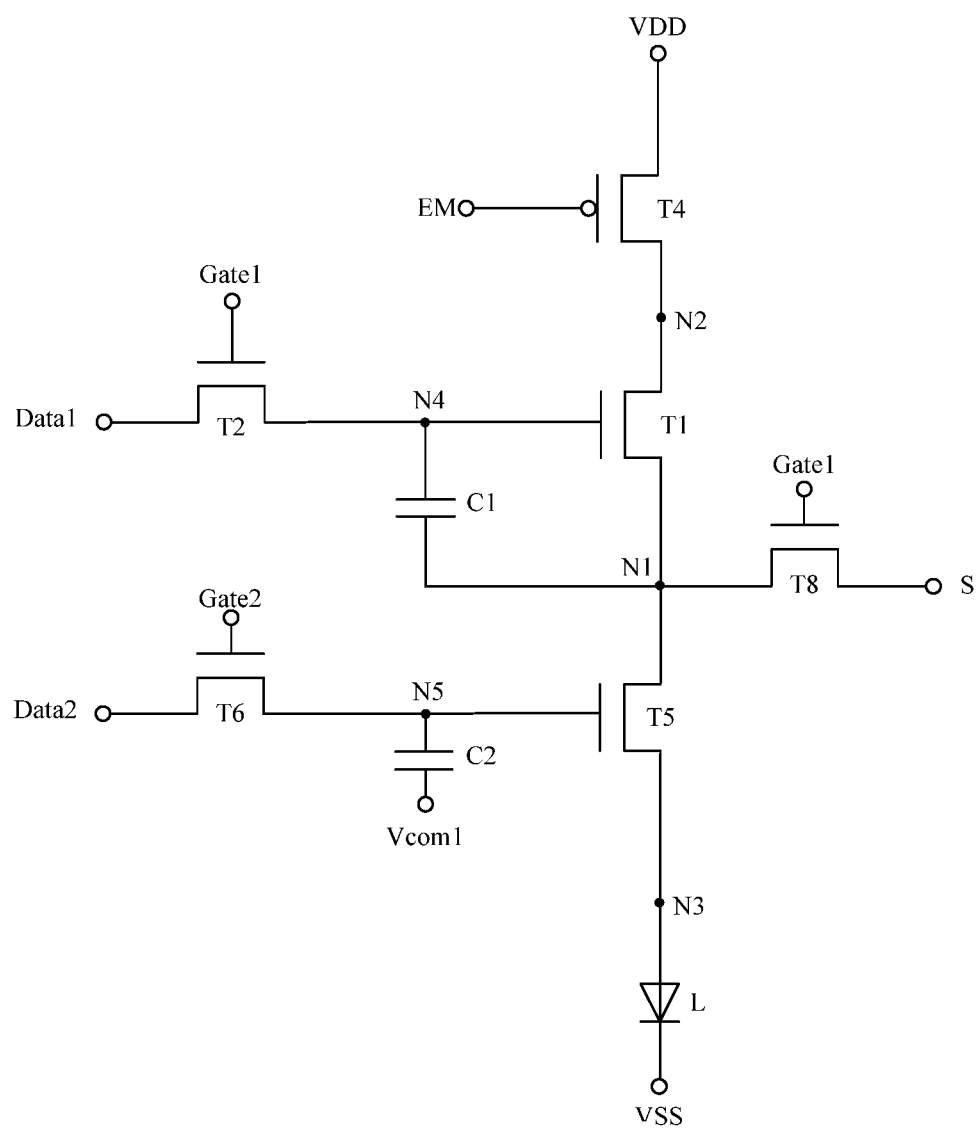 VDD
EM
T4
Gate1
N2
Data1
T2
N4
T1
Gate1
C1
N1
T8
S
Gate2
Data2
T6
N5
T5
C2
Vcom1
N3
L
VSS